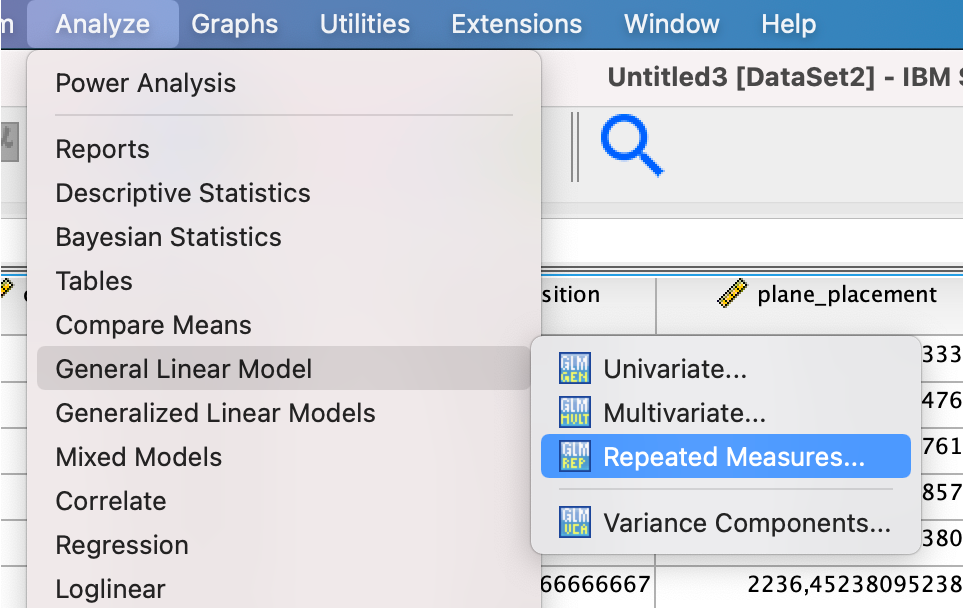 m Analyze Graphs Utilities Extensions Window Help
Untitled3 [DataSet2] - IBM
Power Analysis
Reports
Descriptive Statistics
Bayesian Statistics
Tables
Compare Means
General Linear Model
Generalized Linear Models
Mixed Models
Correlate
Regression
Loglinear
sition
plane_placement
GLM GEN Univariate...
GLM MULT Multivariate...
GLM REP Repeated Measures...
GLM VCA Variance Components...
333
476
761
857
380
66666667
2236,45238095238